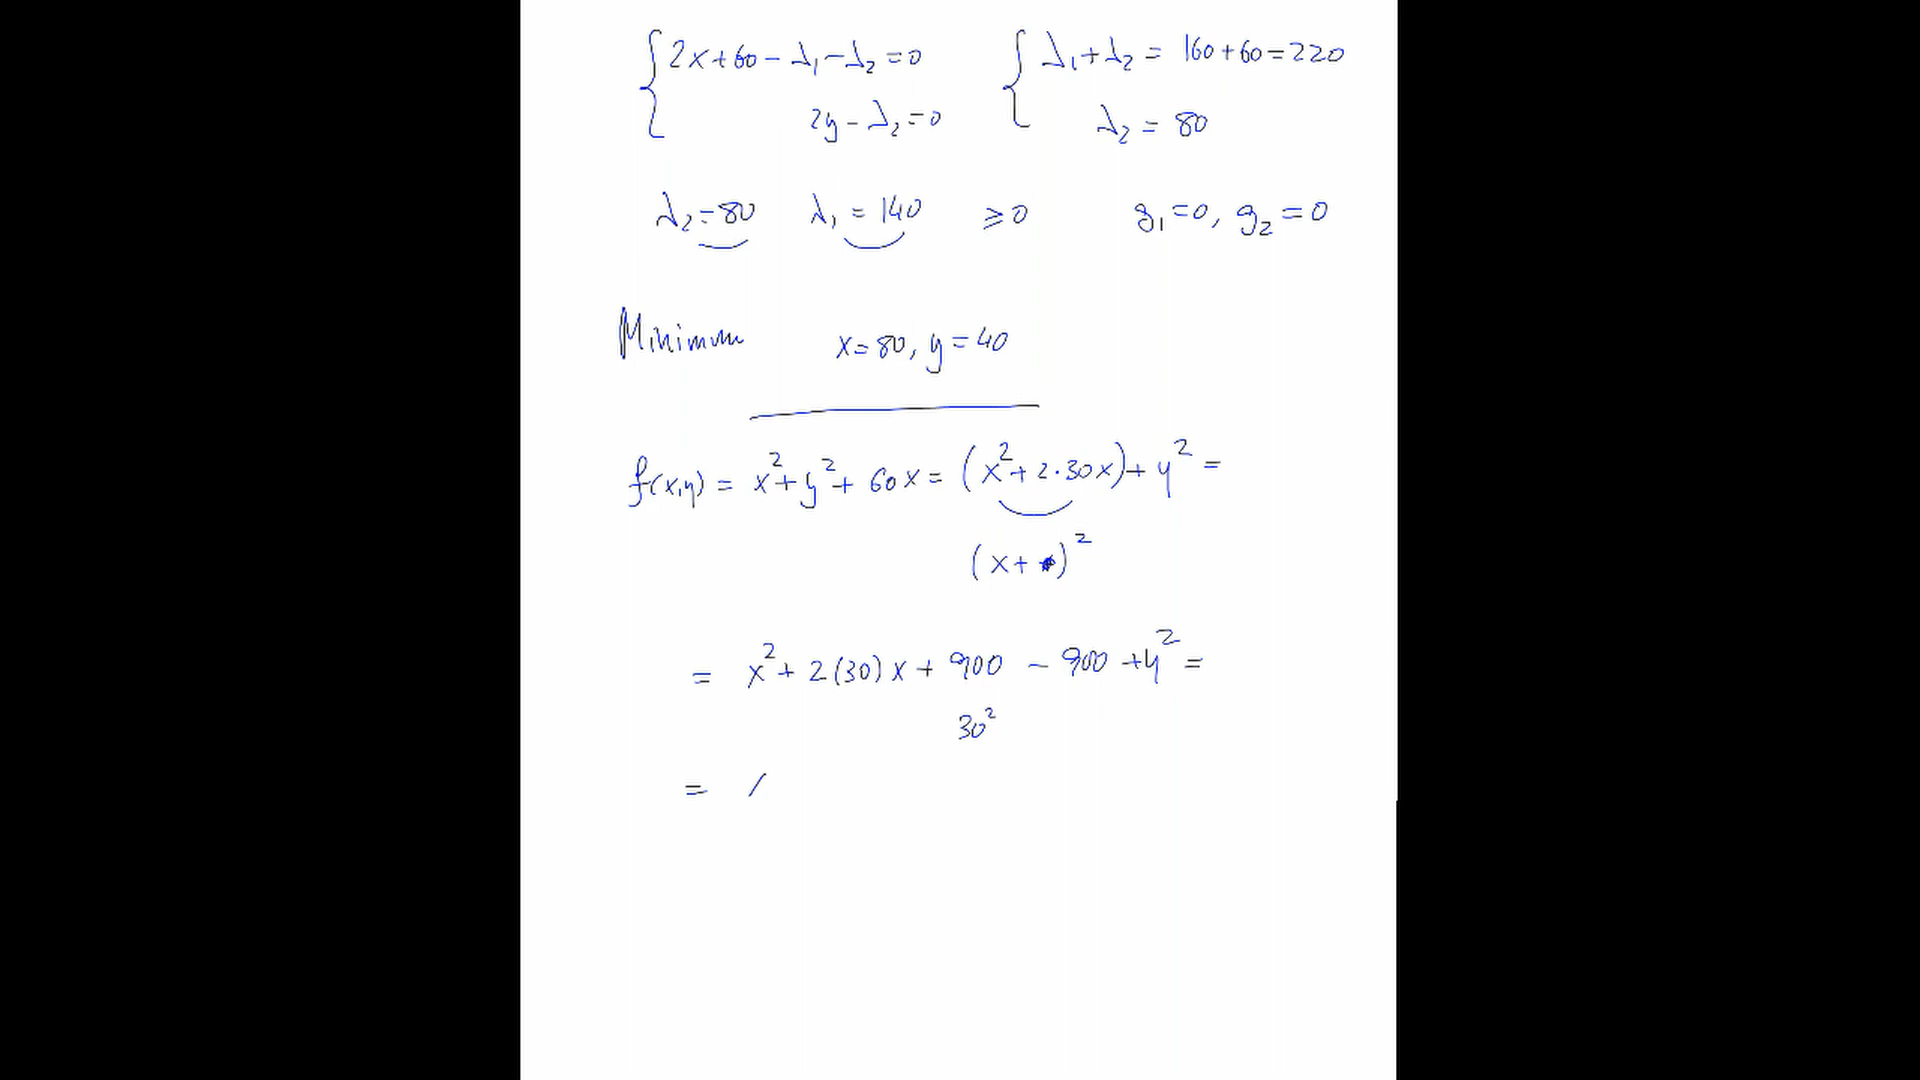 { 2x+60-λ₁-λ₂=0 { λ₁+λ₂ = 160+60=220
2y-λ₂=0 λ₂ = 80
λ₂=80 λ₁=140 ≥0 g₁=0, g₂=0
Minimum x=80, y=40
f(x,y) = x²+y²+60x = (x²+2·30x)+y² =
(x+ )²
= x²+2(30)x+900 - 900 +y² =
30²
= (